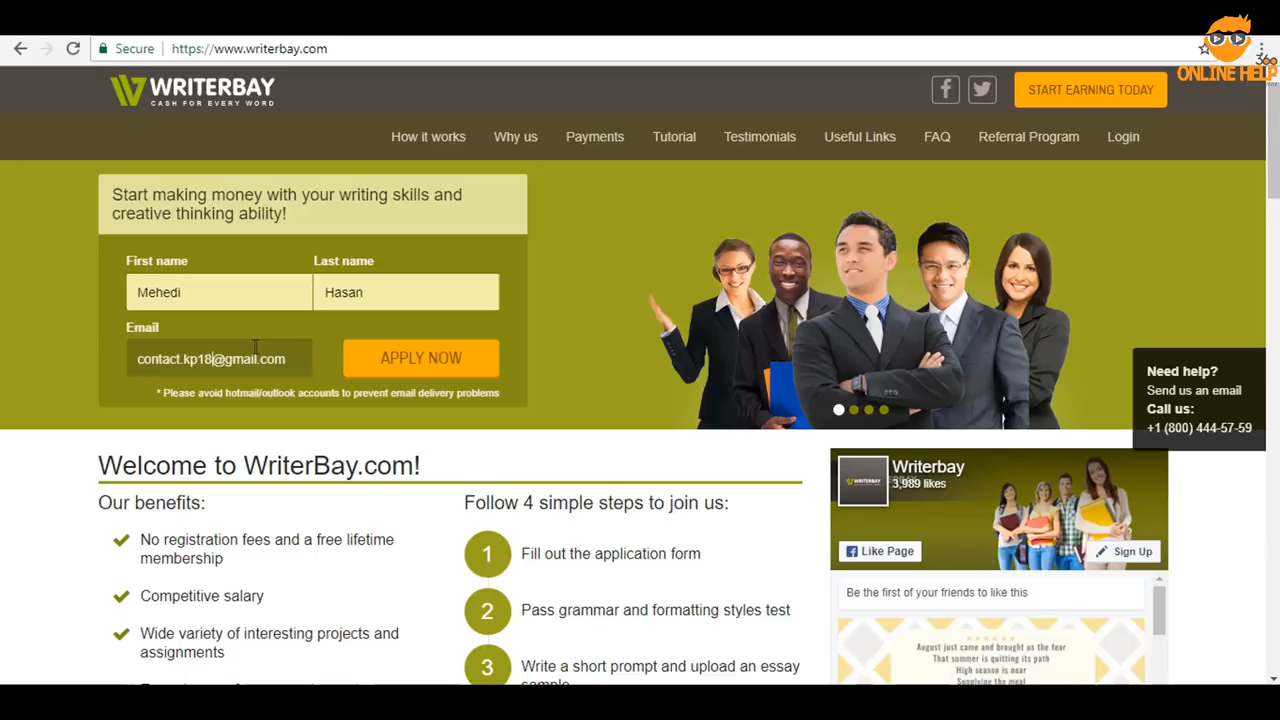 Secure
https://www.writerbay.com
360
ONLINE HELP
WRITERBAY
CASH FOR EVERY WORD
START EARNING TODAY
How it works
Why us
Payments
Tutorial
Testimonials
Useful Links
FAQ
Referral Program
Login
Start making money with your writing skills and
creative thinking ability!
First name
Last name
Mehedi
Hasan
Email
contact.kp18@gmail.com
APPLY NOW
* Please avoid hotmail/outlook accounts to prevent email delivery problems
Need help?
Send us an email
Call us:
+1 (800) 444-57-59
Welcome to WriterBay.com!
Our benefits:
No registration fees and a free lifetime
membership
Competitive salary
Wide variety of interesting projects and
assignments
Follow 4 simple steps to join us:
1
Fill out the application form
2
Pass grammar and formatting styles test
3
Write a short prompt and upload an essay
Writerbay
3,989 likes
WRITERBAY
Like Page
Sign Up
Be the first of your friends to like this
August just came and brought us the fear
That summer is quitting its path
High season is near
Supplying the meal